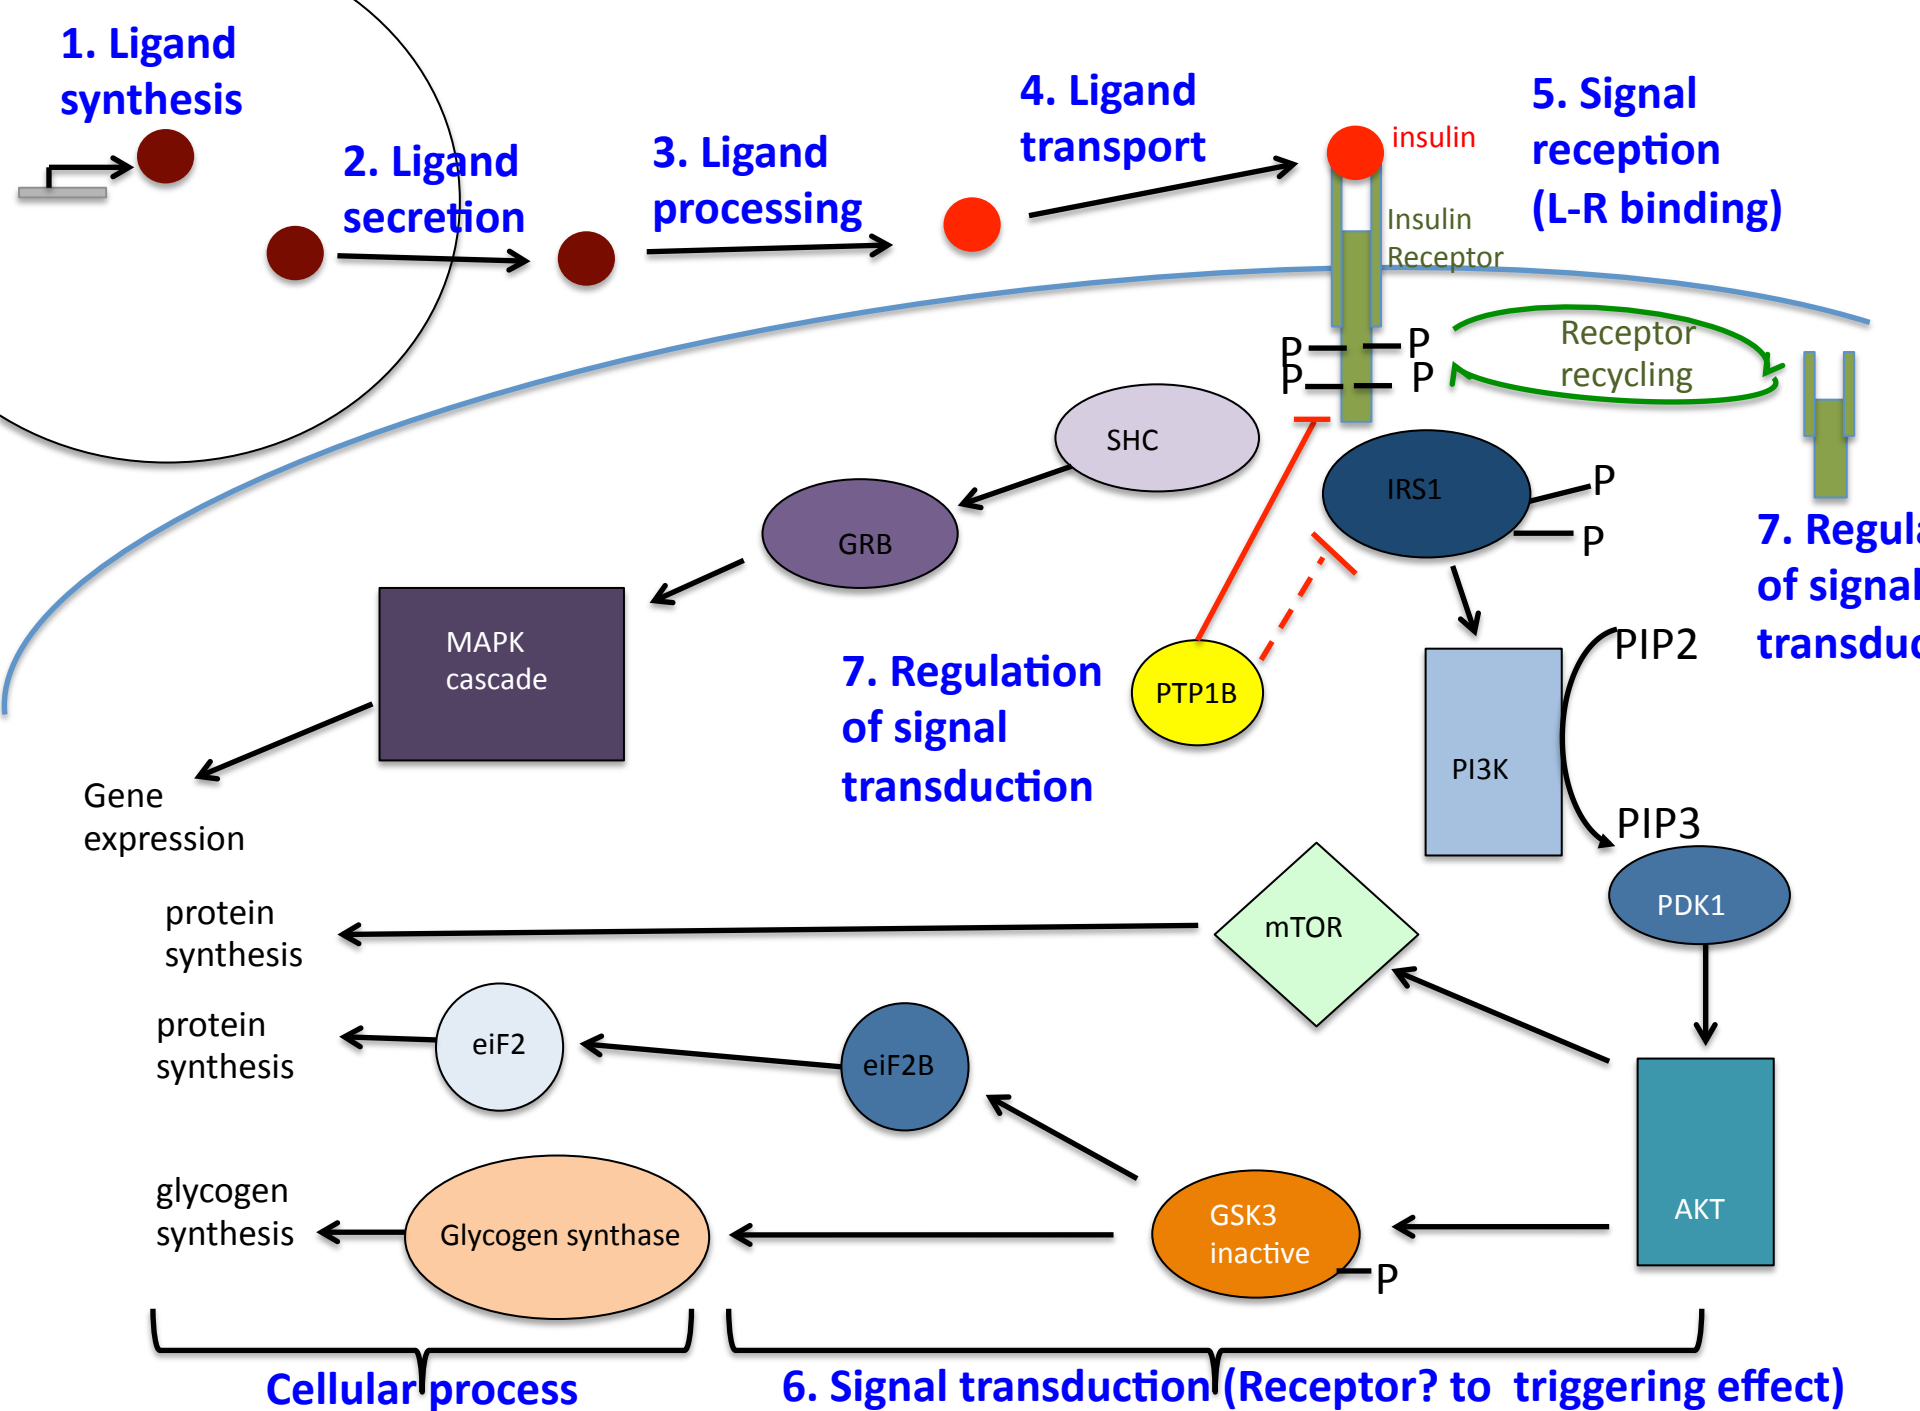 1. Ligand
synthesis
2. Ligand
secretion
3. Ligand
processing
4. Ligand
transport
insulin
5. Signal
reception
(L-R binding)
Insulin
Receptor
P
P
P
P
Receptor
recycling
SHC
IRS1
P
P
GRB
7. Regula
of signal
transduc
MAPK
cascade
7. Regulation
of signal
transduction
PTP1B
PIP2
PI3K
PIP3
Gene
expression
PDK1
mTOR
protein
synthesis
protein
synthesis
eiF2
eiF2B
AKT
glycogen
synthesis
Glycogen synthase
GSK3
inactive
P
Cellular process
6. Signal transduction (Receptor? to triggering effect)